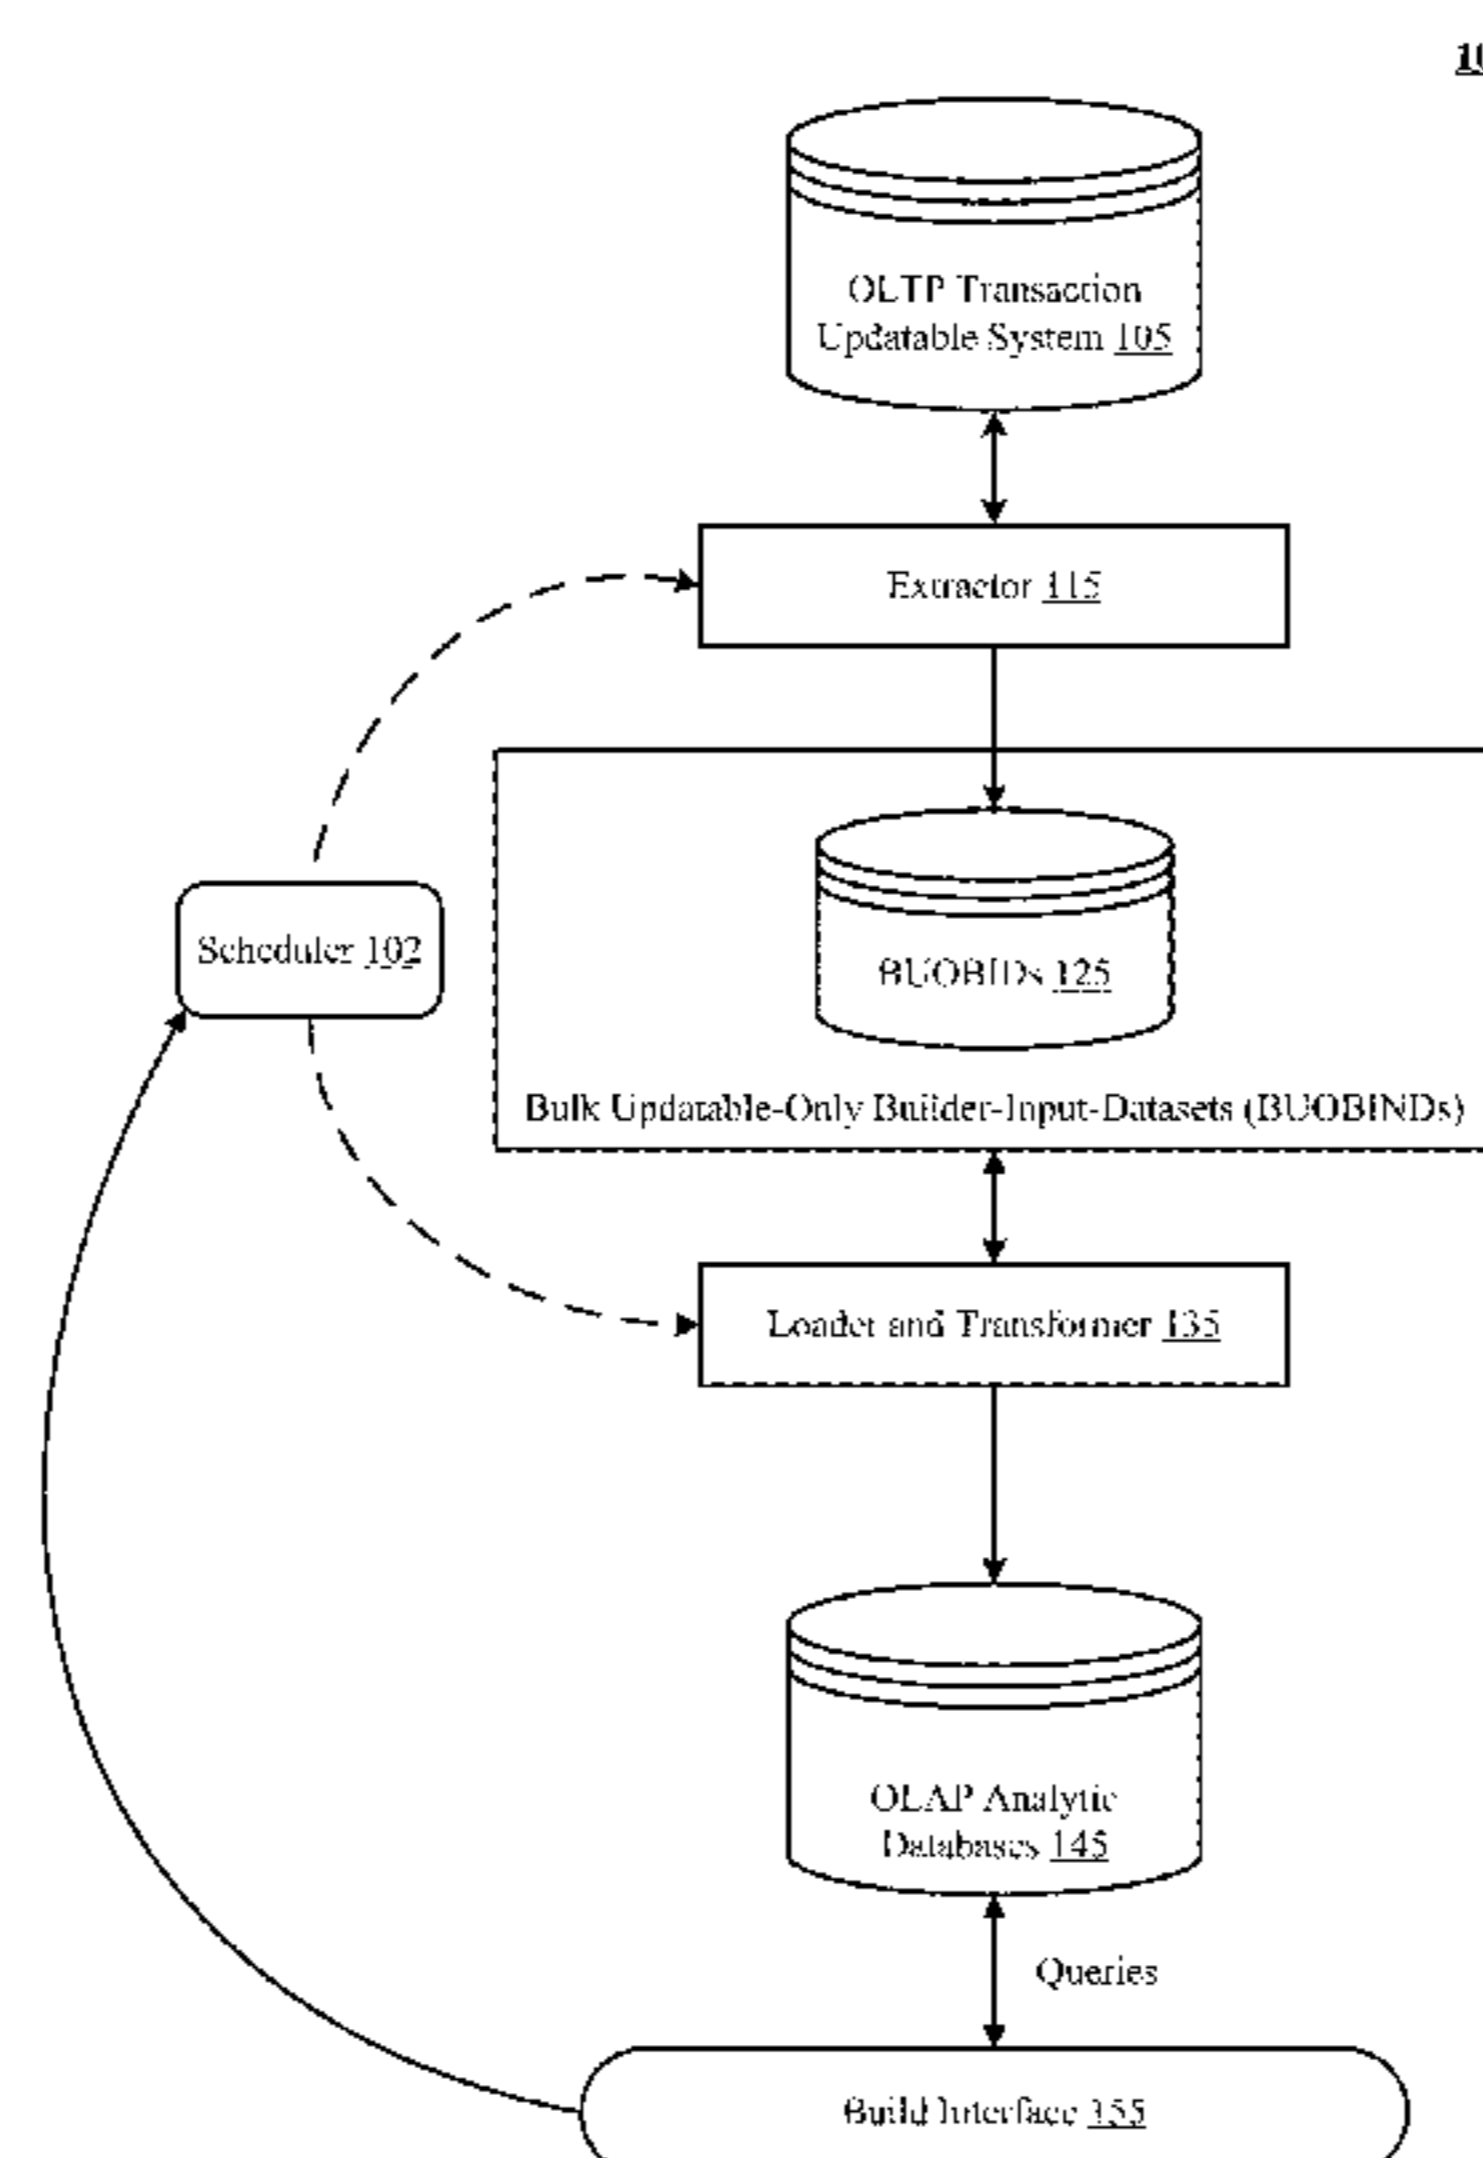 OLTP Transaction
Updatable System 105
Extractor 115
Scheduler 102
BUOBIDs 125
Bulk Updatable-Only Builder-Input-Datasets (BUOBINDs)
Loader and Transformer 135
OLAP Analytic
Databases 145
Queries
Build Interface 155